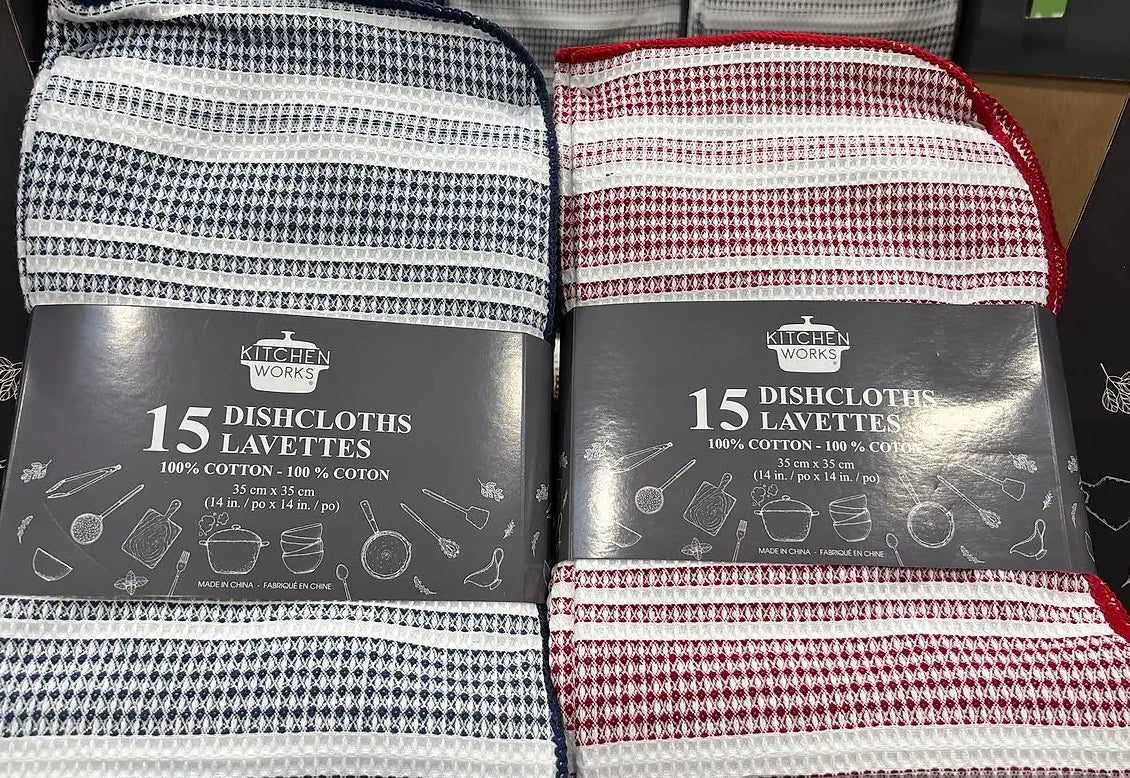 KITCHEN
WORKS®
15 DISHCLOTHS
LAVETTES
100% COTTON - 100 % COTON
35 cm x 35 cm
(14 in. / po x 14 in. / po)
MADE IN CHINA - FABRIQUÉ EN CHINE
KITCHEN
WORKS®
15 DISHCLOTHS
LAVETTES
100% COTTON - 100 % COTON
35 cm x 35 cm
(14 in. / po x 14 in. / po)
MADE IN CHINA - FABRIQUÉ EN CHINE